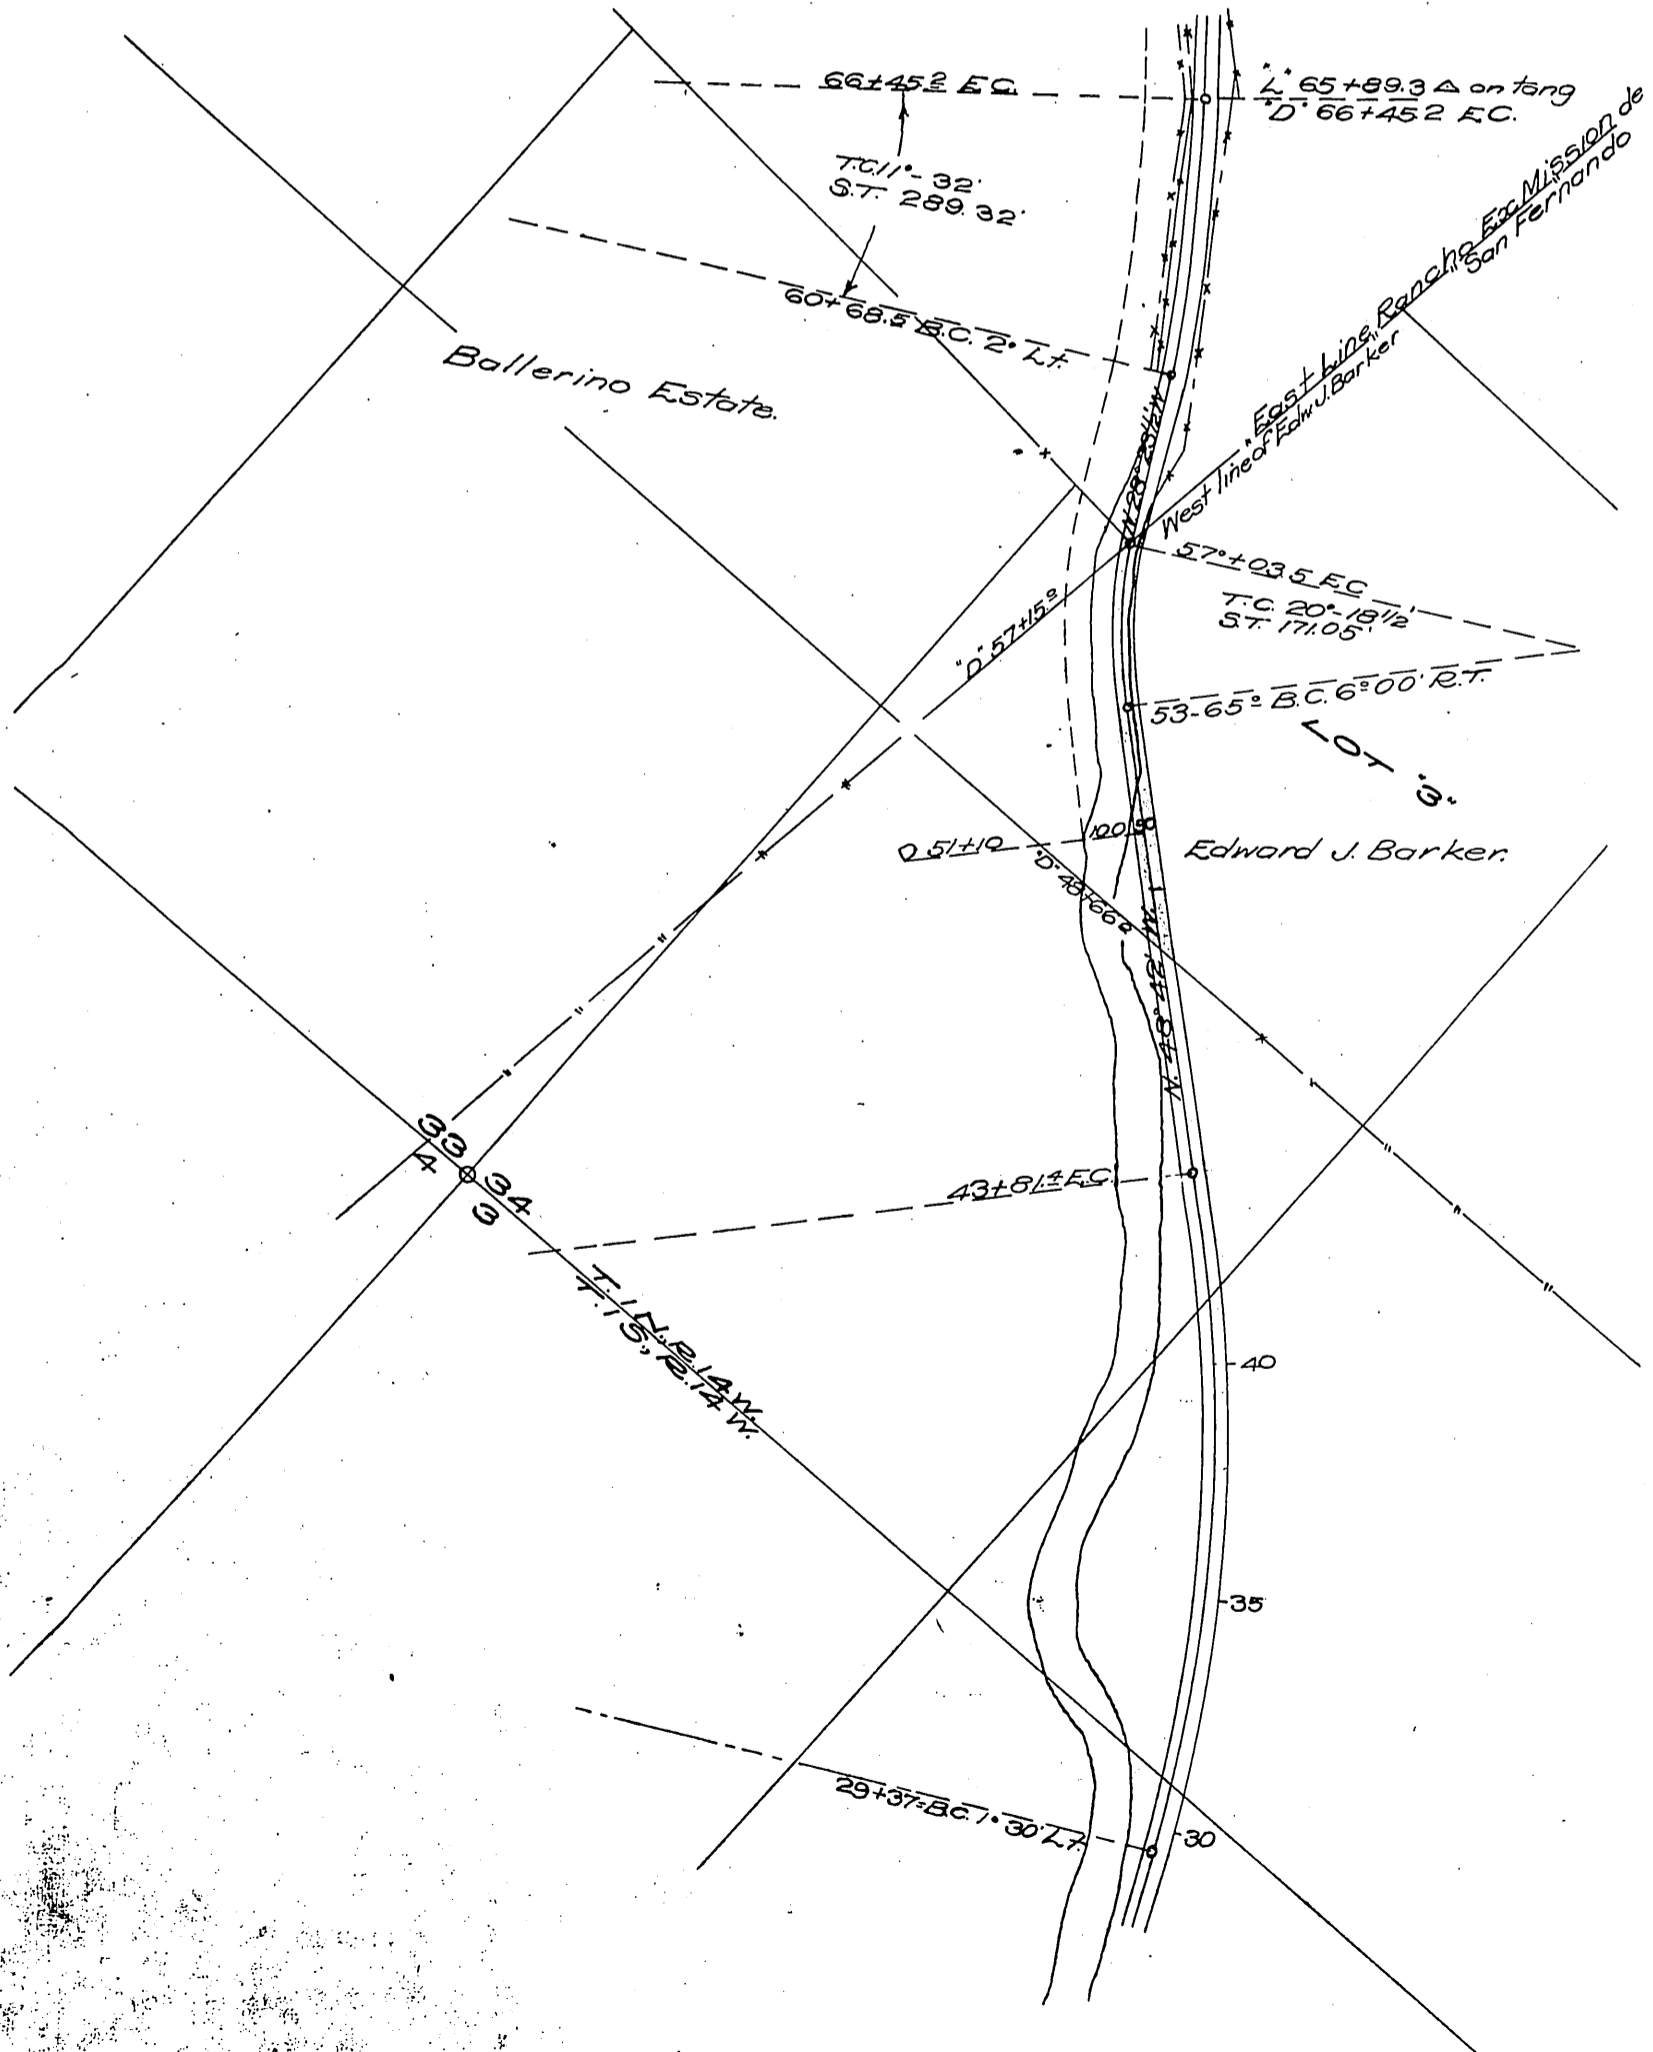 66+45.2 E.C.
"L" 65+89.3 Δ on tang
"D" 66+45.2 E.C.
T.C. 11°-32'
S.T. 289.32'
60+68.5 B.C. 2° Lt.
Ballerino Estate.
"East Line, Rancho Ex Mission de
San Fernando"
West line of Edw. J. Barker
57+03.5 E.C.
T.C. 20°-18 1/2'
S.T. 171.05'
"D" 57+15.0
53-65.0 B.C. 6°00' R.T.
LOT "3"
D 51+10
100
50
Edward J. Barker.
"D" 48+66.0
33
34
4
3
43+81.4 E.C.
T. 1 N., R. 14 W.
T. 1 S., R. 14 W.
40
35
29+37= B.C. 1° 30' Lt.
30